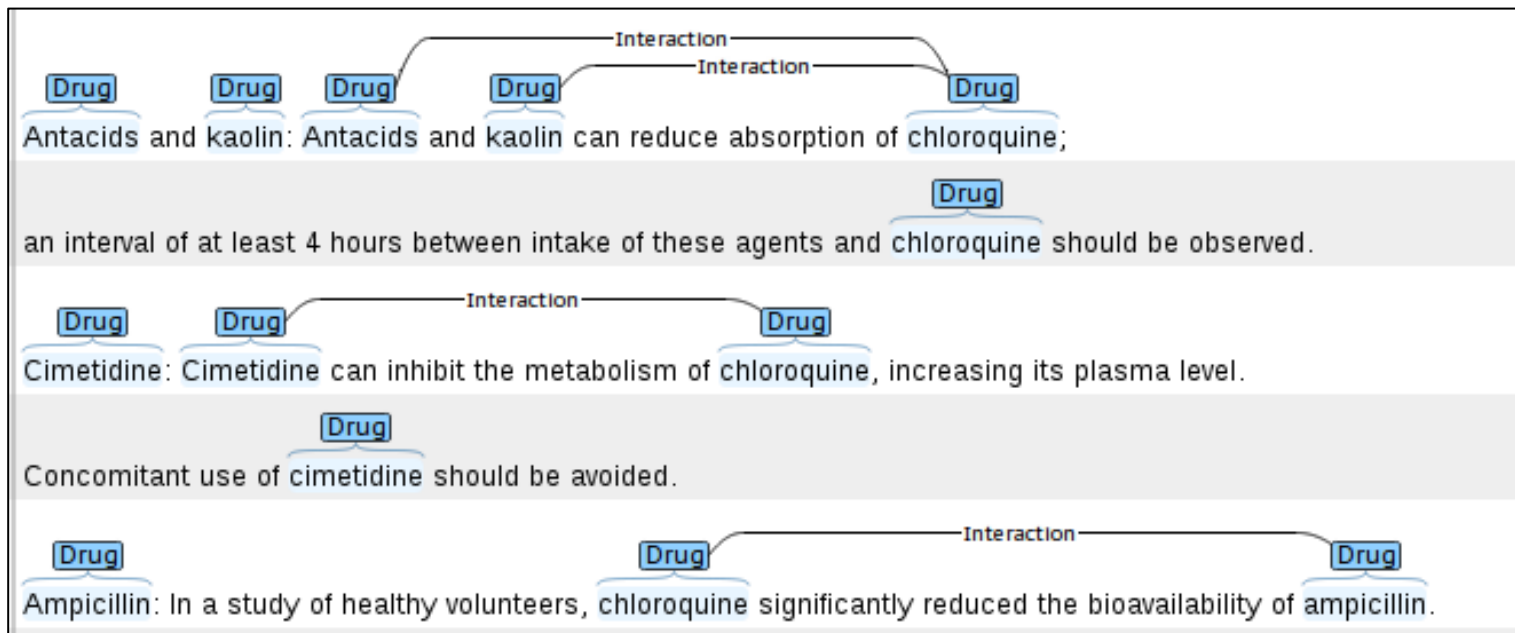 Interaction
Interaction
Drug Drug Drug Drug Drug
Antacids and kaolin: Antacids and kaolin can reduce absorption of chloroquine;
Drug
an interval of at least 4 hours between intake of these agents and chloroquine should be observed.
Interaction
Drug Drug Drug
Cimetidine: Cimetidine can inhibit the metabolism of chloroquine, increasing its plasma level.
Drug
Concomitant use of cimetidine should be avoided.
Interaction
Drug Drug Drug
Ampicillin: In a study of healthy volunteers, chloroquine significantly reduced the bioavailability of ampicillin.